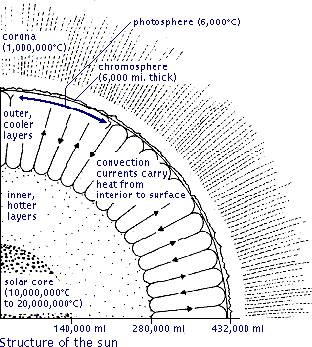 photosphere (6,000°C)
corona
(1,000,000°C)
chromosphere
(6,000 mi. thick)
outer,
cooler
layers
convection
currents carry
heat from
interior to surface
inner,
hotter
layers
solar core
(10,000,000°C
to 20,000,000°C)
140,000 mi
280,000 mi
432,000 mi
Structure of the sun